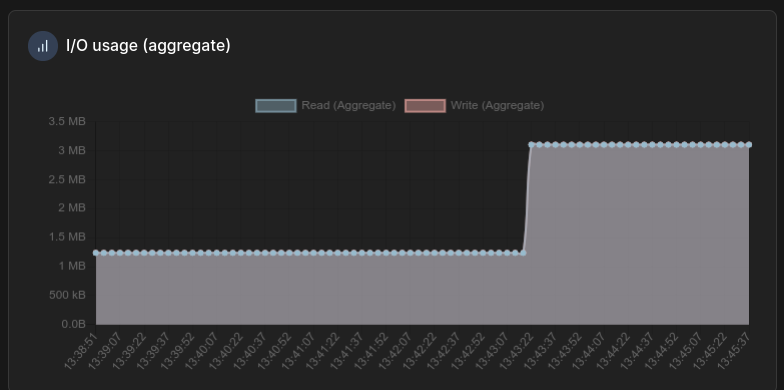 I/O usage (aggregate)
Read (Aggregate) Write (Aggregate)
3.5 MB
3 MB
2.5 MB
2 MB
1.5 MB
1 MB
500 kB
0.0B
13:38:51 13:39:07 13:39:22 13:39:37 13:39:52 13:40:07 13:40:22 13:40:37 13:40:52 13:41:07 13:41:22 13:41:37 13:41:52 13:42:07 13:42:22 13:42:37 13:42:52 13:43:07 13:43:22 13:43:37 13:43:52 13:44:07 13:44:22 13:44:37 13:44:52 13:45:07 13:45:22 13:45:37